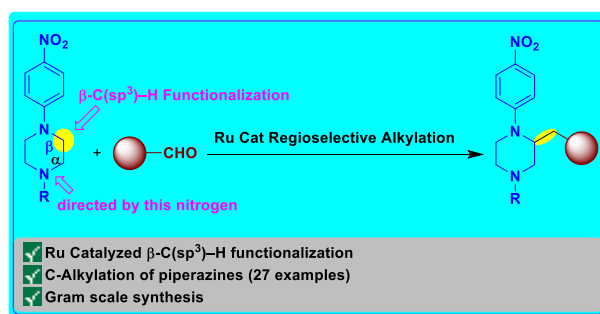 NO₂
NO₂
β-C(sp³)–H Functionalization
N
β
α
N
R
+
CHO
Ru Cat Regioselective Alkylation
N
N
R
directed by this nitrogen
Ru Catalyzed β-C(sp³)–H functionalization
C-Alkylation of piperazines (27 examples)
Gram scale synthesis